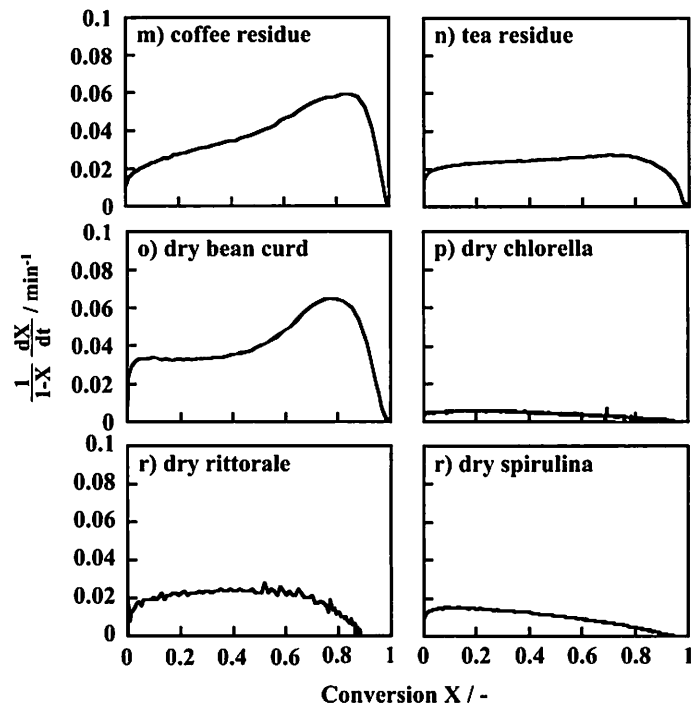 m) coffee residue
n) tea residue
0.1
0.08
0.06
0.04
0.02
0
o) dry bean curd
p) dry chlorella
0.1
0.08
0.06
0.04
0.02
0
r) dry rittorale
r) dry spirulina
0.1
0.08
0.06
0.04
0.02
0
1/1-X dX/dt / min⁻¹
0 0.2 0.4 0.6 0.8 1 0.2 0.4 0.6 0.8 1
Conversion X / -